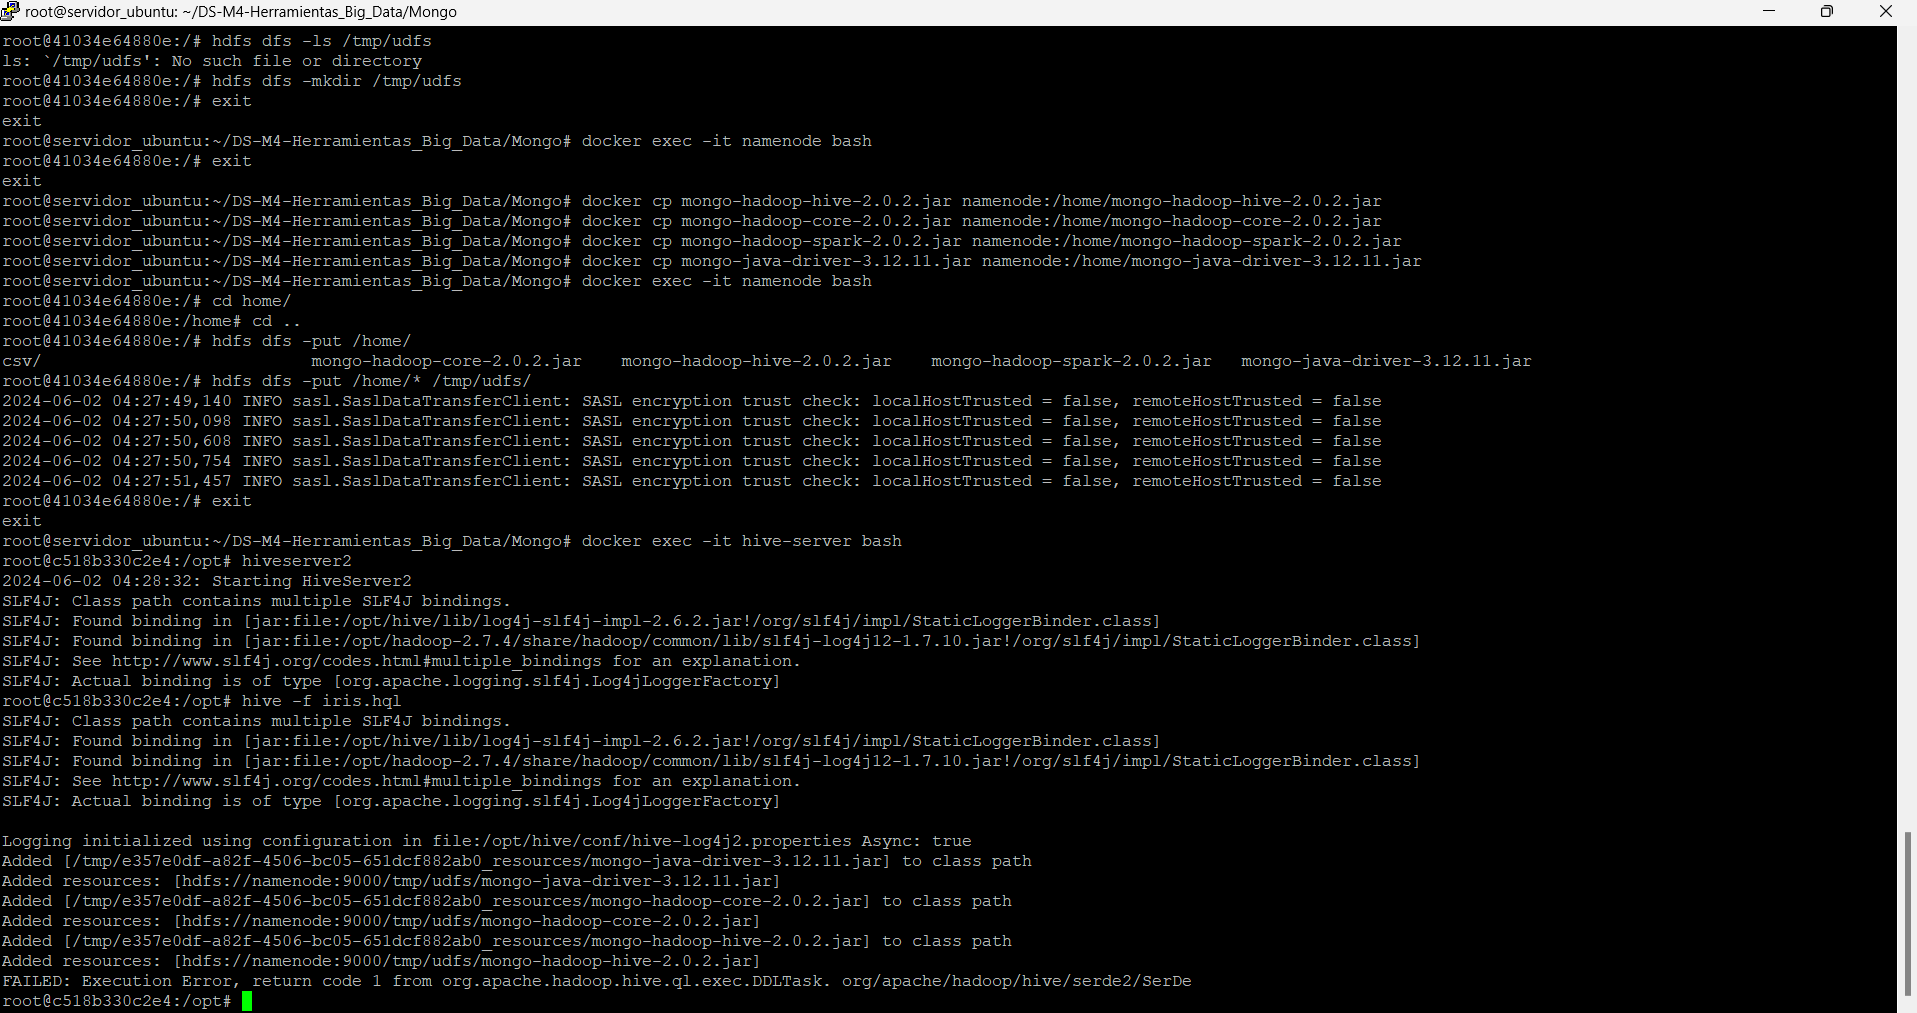 root@servidor_ubuntu: ~/DS-M4-Herramientas_Big_Data/Mongo
root@41034e64880e:/# hdfs dfs -ls /tmp/udfs
ls: `/tmp/udfs': No such file or directory
root@41034e64880e:/# hdfs dfs -mkdir /tmp/udfs
root@41034e64880e:/# exit
exit
root@servidor_ubuntu:~/DS-M4-Herramientas_Big_Data/Mongo# docker exec -it namenode bash
root@41034e64880e:/# exit
exit
root@servidor_ubuntu:~/DS-M4-Herramientas_Big_Data/Mongo# docker cp mongo-hadoop-hive-2.0.2.jar namenode:/home/mongo-hadoop-hive-2.0.2.jar
root@servidor_ubuntu:~/DS-M4-Herramientas_Big_Data/Mongo# docker cp mongo-hadoop-core-2.0.2.jar namenode:/home/mongo-hadoop-core-2.0.2.jar
root@servidor_ubuntu:~/DS-M4-Herramientas_Big_Data/Mongo# docker cp mongo-hadoop-spark-2.0.2.jar namenode:/home/mongo-hadoop-spark-2.0.2.jar
root@servidor_ubuntu:~/DS-M4-Herramientas_Big_Data/Mongo# docker cp mongo-java-driver-3.12.11.jar namenode:/home/mongo-java-driver-3.12.11.jar
root@servidor_ubuntu:~/DS-M4-Herramientas_Big_Data/Mongo# docker exec -it namenode bash
root@41034e64880e:/# cd home/
root@41034e64880e:/home# cd ..
root@41034e64880e:/# hdfs dfs -put /home/
csv/                           mongo-hadoop-core-2.0.2.jar    mongo-hadoop-hive-2.0.2.jar    mongo-hadoop-spark-2.0.2.jar   mongo-java-driver-3.12.11.jar
root@41034e64880e:/# hdfs dfs -put /home/* /tmp/udfs/
2024-06-02 04:27:49,140 INFO sasl.SaslDataTransferClient: SASL encryption trust check: localHostTrusted = false, remoteHostTrusted = false
2024-06-02 04:27:50,098 INFO sasl.SaslDataTransferClient: SASL encryption trust check: localHostTrusted = false, remoteHostTrusted = false
2024-06-02 04:27:50,608 INFO sasl.SaslDataTransferClient: SASL encryption trust check: localHostTrusted = false, remoteHostTrusted = false
2024-06-02 04:27:50,754 INFO sasl.SaslDataTransferClient: SASL encryption trust check: localHostTrusted = false, remoteHostTrusted = false
2024-06-02 04:27:51,457 INFO sasl.SaslDataTransferClient: SASL encryption trust check: localHostTrusted = false, remoteHostTrusted = false
root@41034e64880e:/# exit
exit
root@servidor_ubuntu:~/DS-M4-Herramientas_Big_Data/Mongo# docker exec -it hive-server bash
root@c518b330c2e4:/opt# hiveserver2
2024-06-02 04:28:32: Starting HiveServer2
SLF4J: Class path contains multiple SLF4J bindings.
SLF4J: Found binding in [jar:file:/opt/hive/lib/log4j-slf4j-impl-2.6.2.jar!/org/slf4j/impl/StaticLoggerBinder.class]
SLF4J: Found binding in [jar:file:/opt/hadoop-2.7.4/share/hadoop/common/lib/slf4j-log4j12-1.7.10.jar!/org/slf4j/impl/StaticLoggerBinder.class]
SLF4J: See http://www.slf4j.org/codes.html#multiple_bindings for an explanation.
SLF4J: Actual binding is of type [org.apache.logging.slf4j.Log4jLoggerFactory]
root@c518b330c2e4:/opt# hive -f iris.hql
SLF4J: Class path contains multiple SLF4J bindings.
SLF4J: Found binding in [jar:file:/opt/hive/lib/log4j-slf4j-impl-2.6.2.jar!/org/slf4j/impl/StaticLoggerBinder.class]
SLF4J: Found binding in [jar:file:/opt/hadoop-2.7.4/share/hadoop/common/lib/slf4j-log4j12-1.7.10.jar!/org/slf4j/impl/StaticLoggerBinder.class]
SLF4J: See http://www.slf4j.org/codes.html#multiple_bindings for an explanation.
SLF4J: Actual binding is of type [org.apache.logging.slf4j.Log4jLoggerFactory]
Logging initialized using configuration in file:/opt/hive/conf/hive-log4j2.properties Async: true
Added [/tmp/e357e0df-a82f-4506-bc05-651dcf882ab0_resources/mongo-java-driver-3.12.11.jar] to class path
Added resources: [hdfs://namenode:9000/tmp/udfs/mongo-java-driver-3.12.11.jar]
Added [/tmp/e357e0df-a82f-4506-bc05-651dcf882ab0_resources/mongo-hadoop-core-2.0.2.jar] to class path
Added resources: [hdfs://namenode:9000/tmp/udfs/mongo-hadoop-core-2.0.2.jar]
Added [/tmp/e357e0df-a82f-4506-bc05-651dcf882ab0_resources/mongo-hadoop-hive-2.0.2.jar] to class path
Added resources: [hdfs://namenode:9000/tmp/udfs/mongo-hadoop-hive-2.0.2.jar]
FAILED: Execution Error, return code 1 from org.apache.hadoop.hive.ql.exec.DDLTask. org/apache/hadoop/hive/serde2/SerDe
root@c518b330c2e4:/opt#